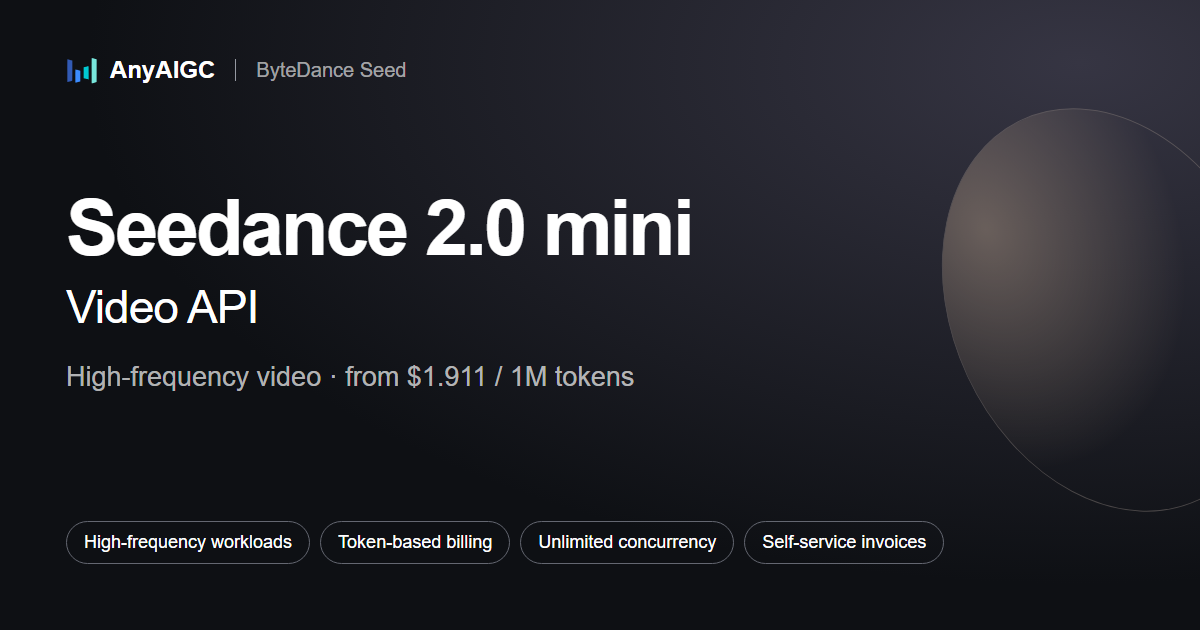 AnyAIGC | ByteDance Seed
Seedance 2.0 mini
Video API
High-frequency video · from $1.911 / 1M tokens
High-frequency workloads Token-based billing Unlimited concurrency Self-service invoices